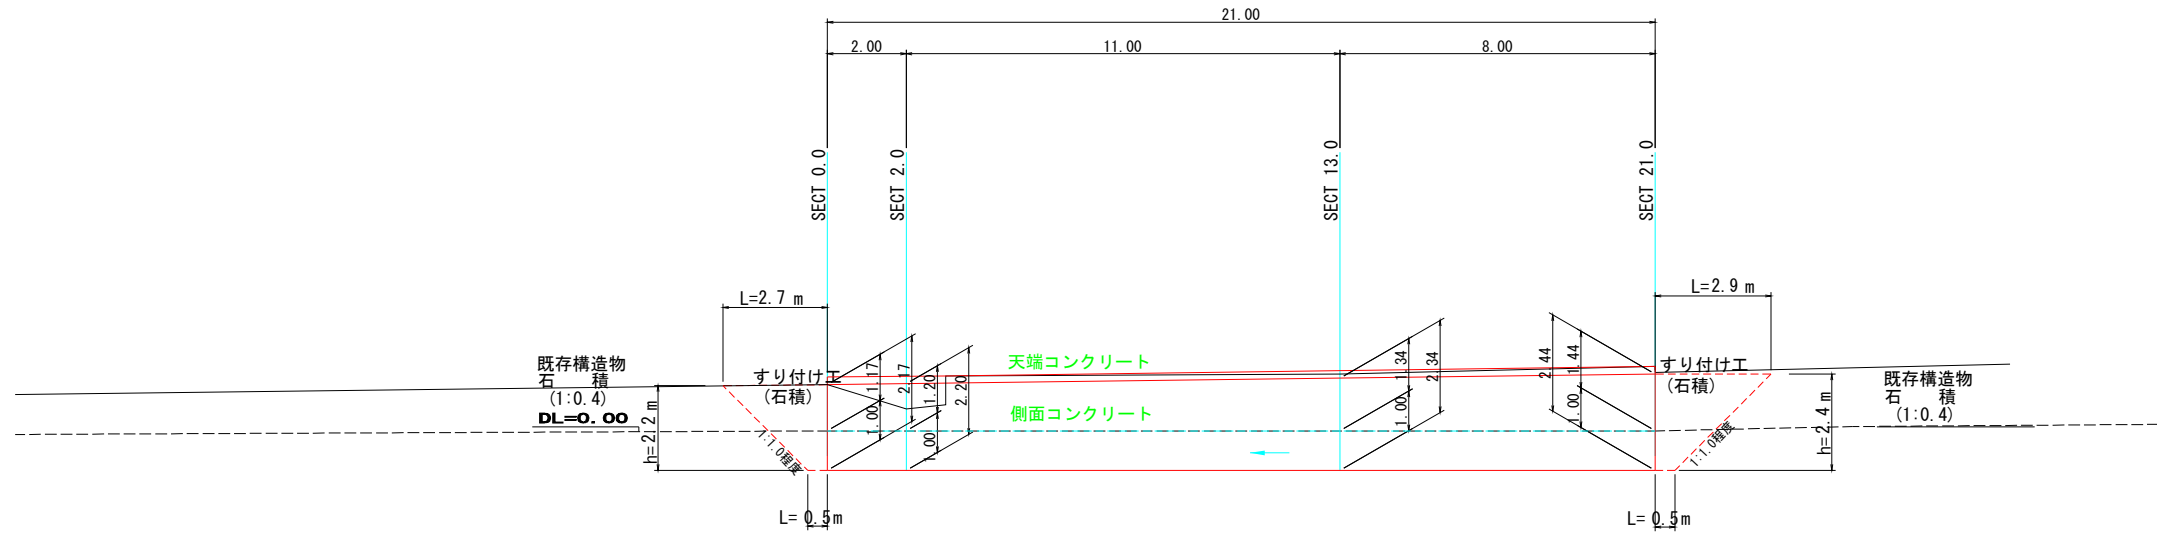 21.00
2.00
11.00
8.00
SECT 0.0
SECT 2.0
SECT 13.0
SECT 21.0
L=2.7 m
L=2.9 m
既存構造物
石 積
(1:0.4)
DL=0.00
h=2.2 m
すり付け工
(石積)
1:1.0程度
L= 0.5m
1.17
1.00
2.17
1.20
1.00
2.20
天端コンクリート
側面コンクリート
1.34
1.00
2.34
2.44
1.44
1.00
すり付け工
(石積)
1:1.0程度
L= 0.5m
h=2.4 m
既存構造物
石 積
(1:0.4)